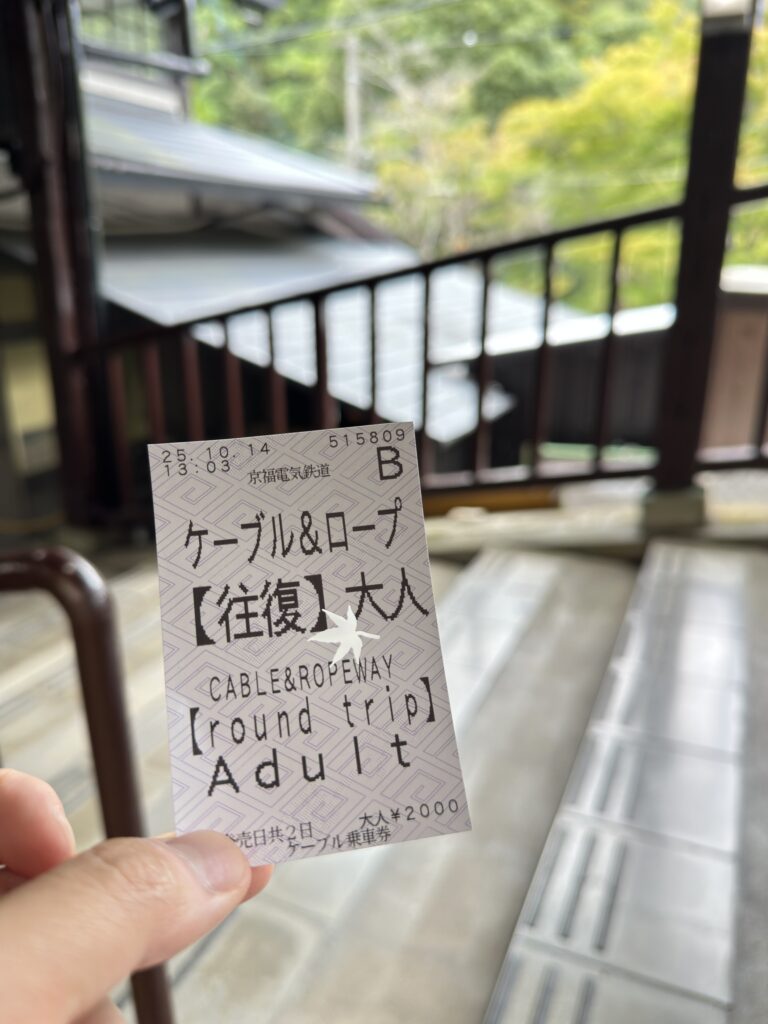 25.10.14 515809
13:03 京福電気鉄道 B
ケーブル&ロープ
【往復】大人
CABLE&ROPEWAY
【round trip】
Adult
大人¥2000
売日共2日
ケーブル乗車券